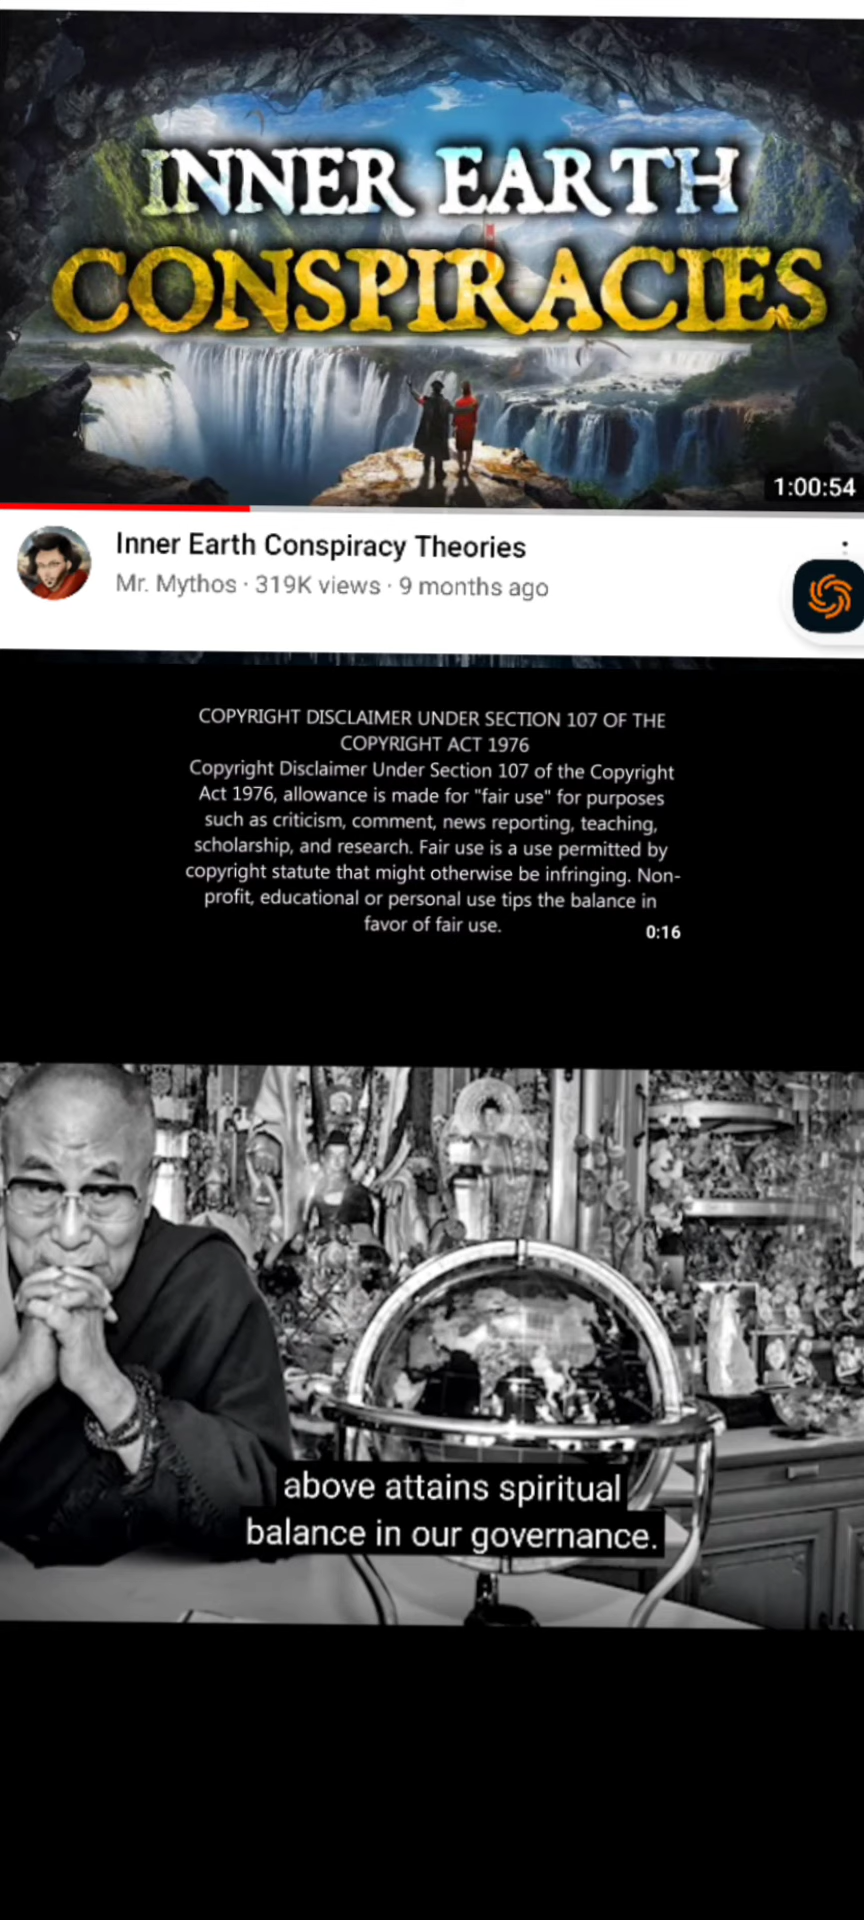 INNER EARTH
CONSPIRACIES
1:00:54
Inner Earth Conspiracy Theories
Mr. Mythos · 319K views · 9 months ago
COPYRIGHT DISCLAIMER UNDER SECTION 107 OF THE
COPYRIGHT ACT 1976
Copyright Disclaimer Under Section 107 of the Copyright
Act 1976, allowance is made for "fair use" for purposes
such as criticism, comment, news reporting, teaching,
scholarship, and research. Fair use is a use permitted by
copyright statute that might otherwise be infringing. Non-
profit, educational or personal use tips the balance in
favor of fair use.
0:16
above attains spiritual
balance in our governance.